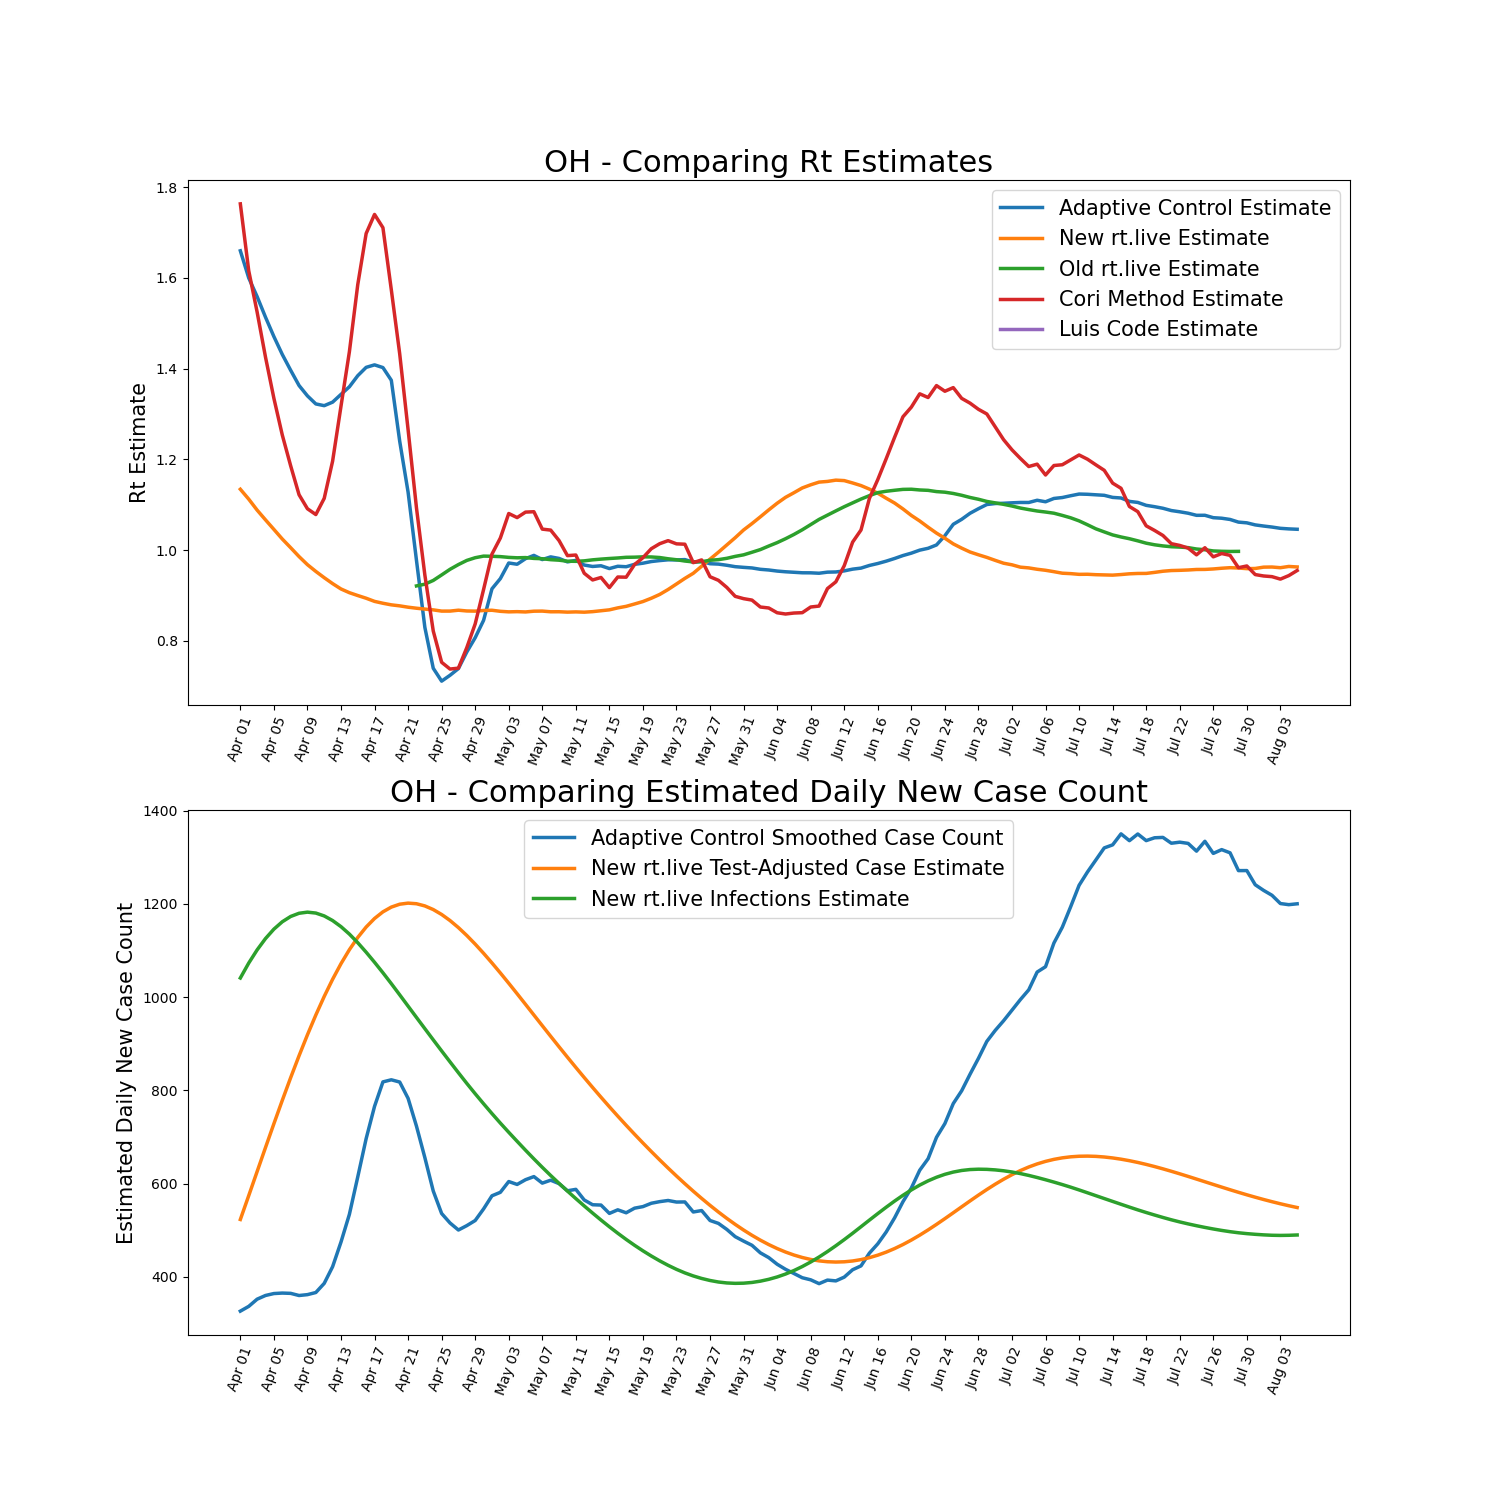 OH - Comparing Rt Estimates
Rt Estimate
1.8
1.6
1.4
1.2
1.0
0.8
Adaptive Control Estimate
New rt.live Estimate
Old rt.live Estimate
Cori Method Estimate
Luis Code Estimate
Apr 01 Apr 05 Apr 09 Apr 13 Apr 17 Apr 21 Apr 25 Apr 29 May 03 May 07 May 11 May 15 May 19 May 23 May 27 May 31 Jun 04 Jun 08 Jun 12 Jun 16 Jun 20 Jun 24 Jun 28 Jul 02 Jul 06 Jul 10 Jul 14 Jul 18 Jul 22 Jul 26 Jul 30 Aug 03
OH - Comparing Estimated Daily New Case Count
Estimated Daily New Case Count
1400
1200
1000
800
600
400
Adaptive Control Smoothed Case Count
New rt.live Test-Adjusted Case Estimate
New rt.live Infections Estimate
Apr 01 Apr 05 Apr 09 Apr 13 Apr 17 Apr 21 Apr 25 Apr 29 May 03 May 07 May 11 May 15 May 19 May 23 May 27 May 31 Jun 04 Jun 08 Jun 12 Jun 16 Jun 20 Jun 24 Jun 28 Jul 02 Jul 06 Jul 10 Jul 14 Jul 18 Jul 22 Jul 26 Jul 30 Aug 03